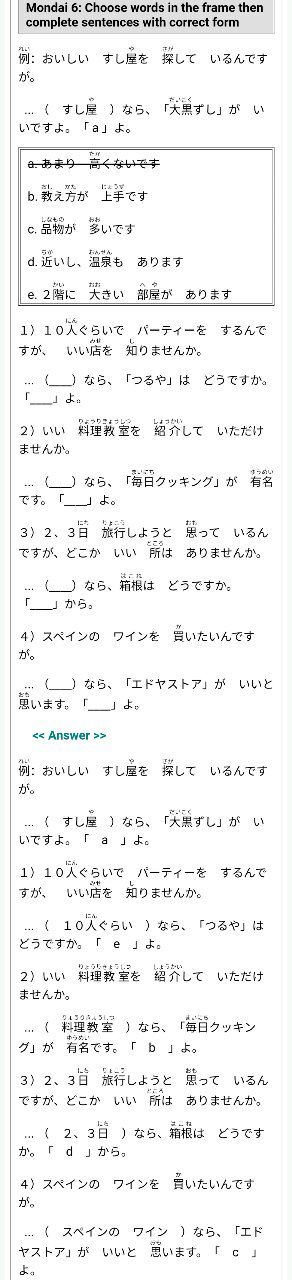 Mondai 6: Choose words in the frame then
complete sentences with correct form
例: おいしい　すし屋を　探して　いるんです
が。
… （　すし屋　）なら、「大黒ずし」が　い
いですよ。「a」よ。
a. あまり　高くないです
b. 教え方が　上手です
c. 品物が　多いです
d. 近いし、温泉も　あります
e. ２階に　大きい　部屋が　あります
１）１０人ぐらいで　パーティーを　するんで
すが、　いい店を　知りませんか。
… （____）なら、「つるや」は　どうですか。
「____」よ。
２）いい　料理教室を　紹介して　いただけ
ませんか。
… （____）なら、「毎日クッキング」が　有名
です。「____」よ。
３）２、３日　旅行しようと　思って　いるん
ですが、どこか　いい　所は　ありませんか。
… （____）なら、箱根は　どうですか。
「____」から。
４）スペインの　ワインを　買いたいんです
が。
… （____）なら、「エドヤストア」が　いいと
思います。「____」よ。
<< Answer >>
例: おいしい　すし屋を　探して　いるんです
が。
… （　すし屋　）なら、「大黒ずし」が　い
いですよ。「　a　」よ。
１）１０人ぐらいで　パーティーを　するんで
すが、　いい店を　知りませんか。
… （　１０人ぐらい　）なら、「つるや」は
どうですか。「　e　」よ。
２）いい　料理教室を　紹介して　いただけ
ませんか。
… （　料理教室　）なら、「毎日クッキン
グ」が　有名です。「　b　」よ。
３）２、３日　旅行しようと　思って　いるん
ですが、どこか　いい　所は　ありませんか。
… （　２、３日　）なら、箱根は　どうです
か。「　d　」から。
４）スペインの　ワインを　買いたいんです
が。
… （　スペインの　ワイン　）なら、「エド
ヤストア」が　いいと　思います。「　c　」
よ。